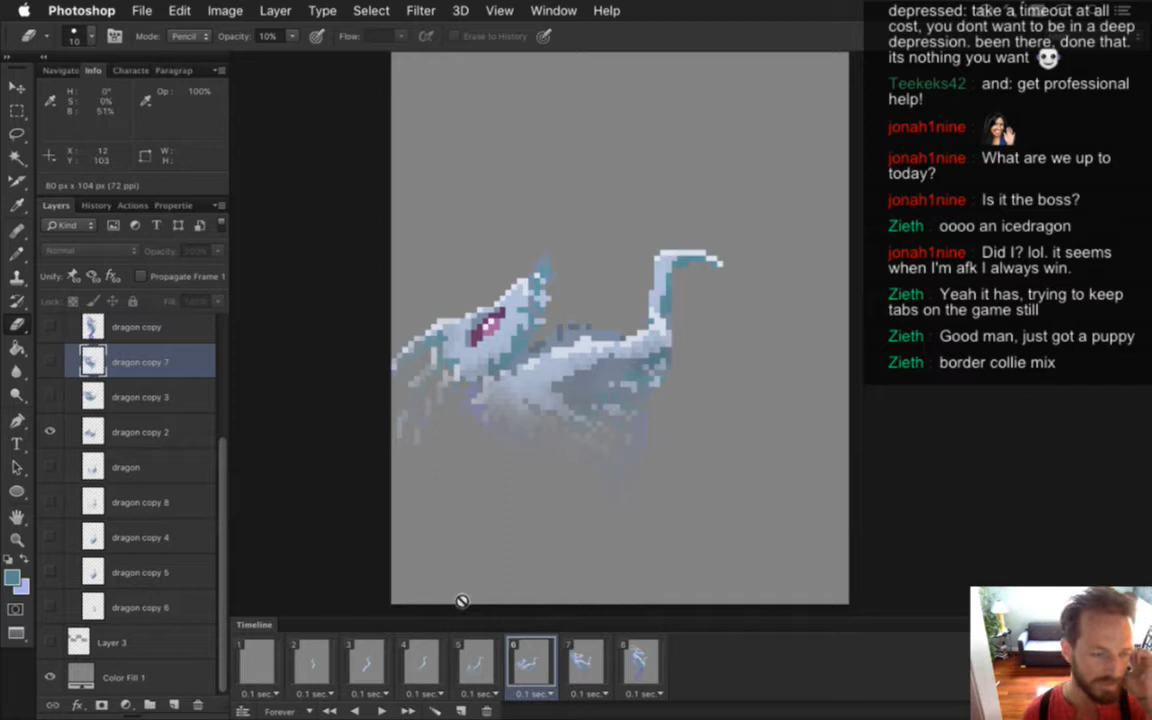 Photoshop File Edit Image Layer Type Select Filter 3D View Window Help
10 Mode: Pencil Opacity: 10% Flow: Erase to History
Navigato Info Characte Paragrap
H: 0° Op: 100%
S: 0%
B: 51%
X: 12 W:
Y: 103 H:
80 px x 104 px (72 ppi)
Layers History Actions Propertie
Kind
Normal Opacity:
Unify: Propagate Frame 1
Lock: Fill:
dragon copy
dragon copy 7
dragon copy 3
dragon copy 2
dragon
dragon copy 8
dragon copy 4
dragon copy 5
dragon copy 6
Layer 3
Color Fill 1
Timeline
1 2 3 4 5 6 7 8
0.1 sec. 0.1 sec. 0.1 sec. 0.1 sec. 0.1 sec. 0.1 sec. 0.1 sec. 0.1 sec.
Forever
depressed: take a timeout at all
cost, you dont want to be in a deep
depression. been there, done that.
its nothing you want
Teekeks42 : and: get professional
help!
jonah1nine :
jonah1nine : What are we up to
today?
jonah1nine : Is it the boss?
Zieth : oooo an icedragon
jonah1nine : Did I? lol. it seems
when I'm afk I always win.
Zieth : Yeah it has, trying to keep
tabs on the game still
Zieth : Good man, just got a puppy
Zieth : border collie mix